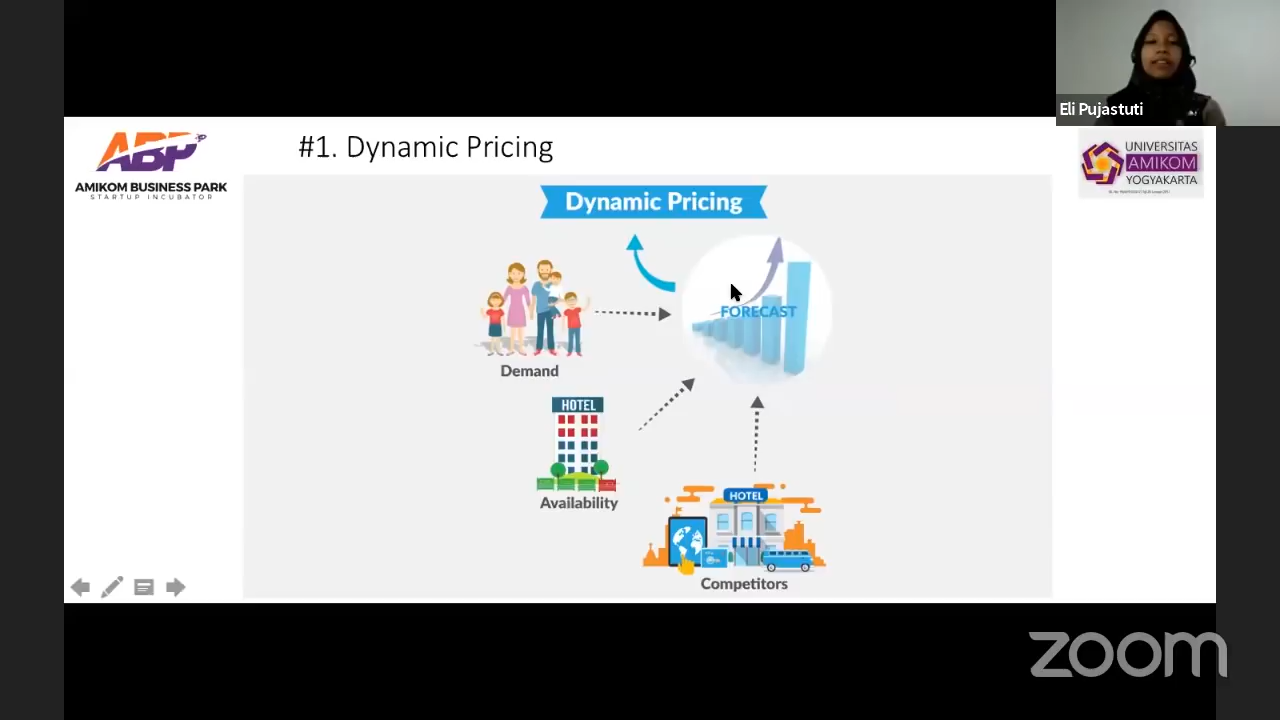 Eli Pujastuti
ABP
AMIKOM BUSINESS PARK
STARTUP INCUBATOR
#1. Dynamic Pricing
UNIVERSITAS
AMIKOM
YOGYAKARTA
Dynamic Pricing
FORECAST
Demand
HOTEL
Availability
HOTEL
Competitors
zoom